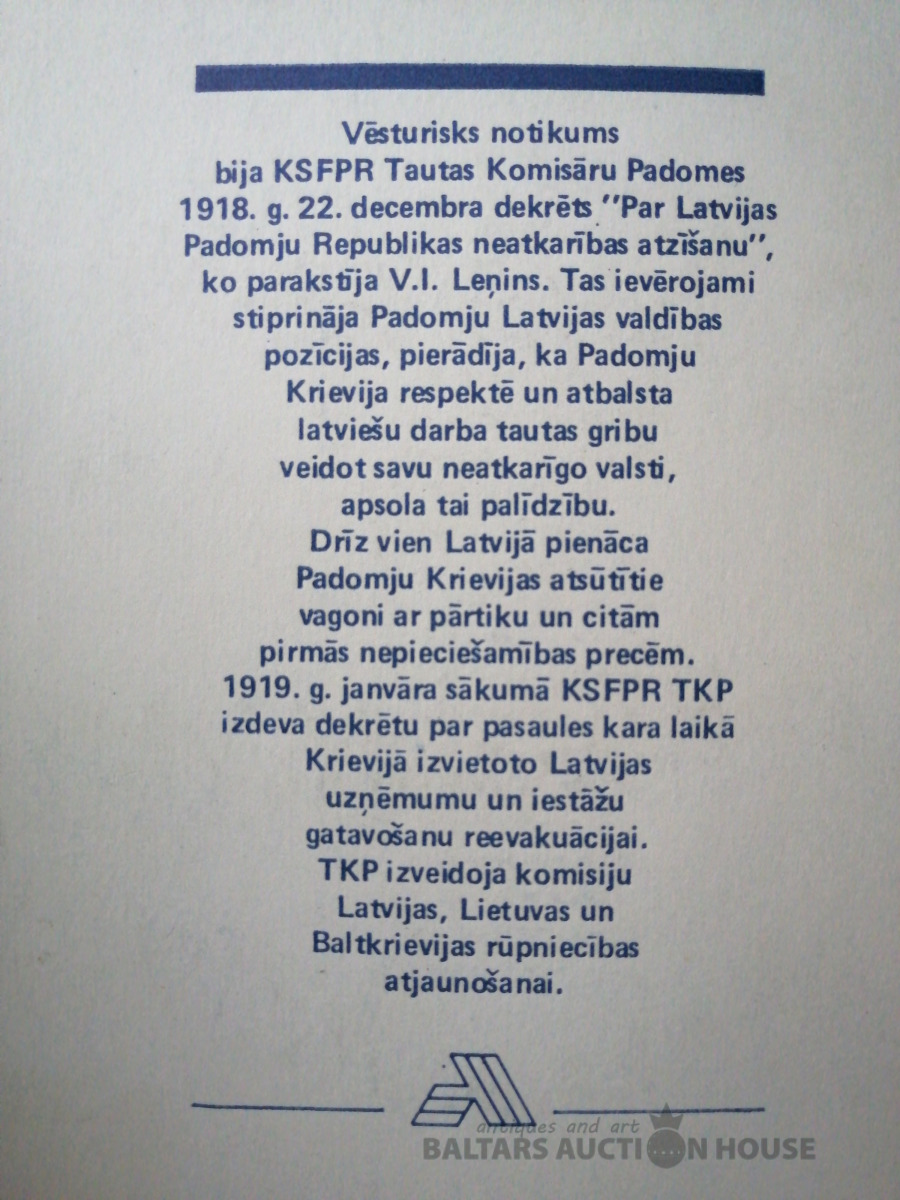 Vēsturisks notikums
bija KSFPR Tautas Komisāru Padomes
1918. g. 22. decembra dekrēts "Par Latvijas
Padomju Republikas neatkarības atzīšanu",
ko parakstīja V.I. Ļeņins. Tas ievērojami
stiprināja Padomju Latvijas valdības
pozīcijas, pierādīja, ka Padomju
Krievija respektē un atbalsta
latviešu darba tautas gribu
veidot savu neatkarīgo valsti,
apsola tai palīdzību.
Drīz vien Latvijā pienāca
Padomju Krievijas atsūtītie
vagoni ar pārtiku un citām
pirmās nepieciešamības precēm.
1919. g. janvāra sākumā KSFPR TKP
izdeva dekrētu par pasaules kara laikā
Krievijā izvietoto Latvijas
uzņēmumu un iestāžu
gatavošanu reevakuācijai.
TKP izveidoja komisiju
Latvijas, Lietuvas un
Baltkrievijas rūpniecības
atjaunošanai.
antiques and art
BALTARS AUCTION HOUSE